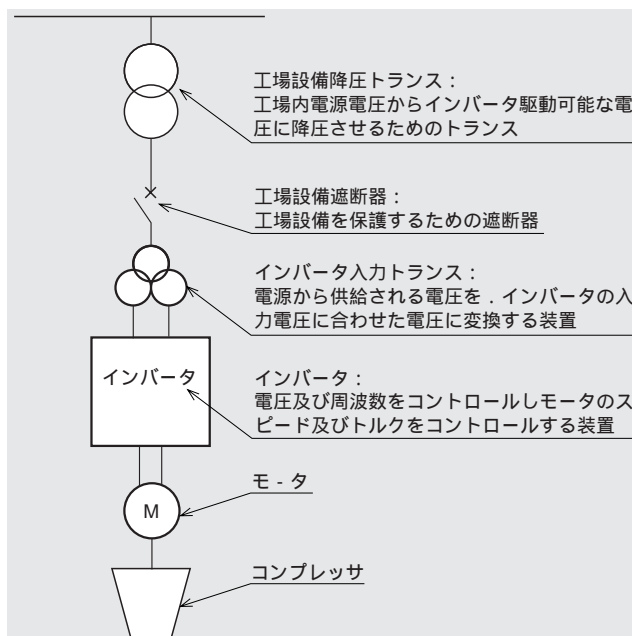 工場設備降圧トランス：
工場内電源電圧からインバータ駆動可能な電
圧に降圧させるためのトランス
工場設備遮断器：
工場設備を保護するための遮断器
インバータ入力トランス：
電源から供給される電圧を．インバータの入
力電圧に合わせた電圧に変換する装置
インバータ
インバータ：
電圧及び周波数をコントロールしモータのス
ピード及びトルクをコントロールする装置
モ - タ
M
コンプレッサ